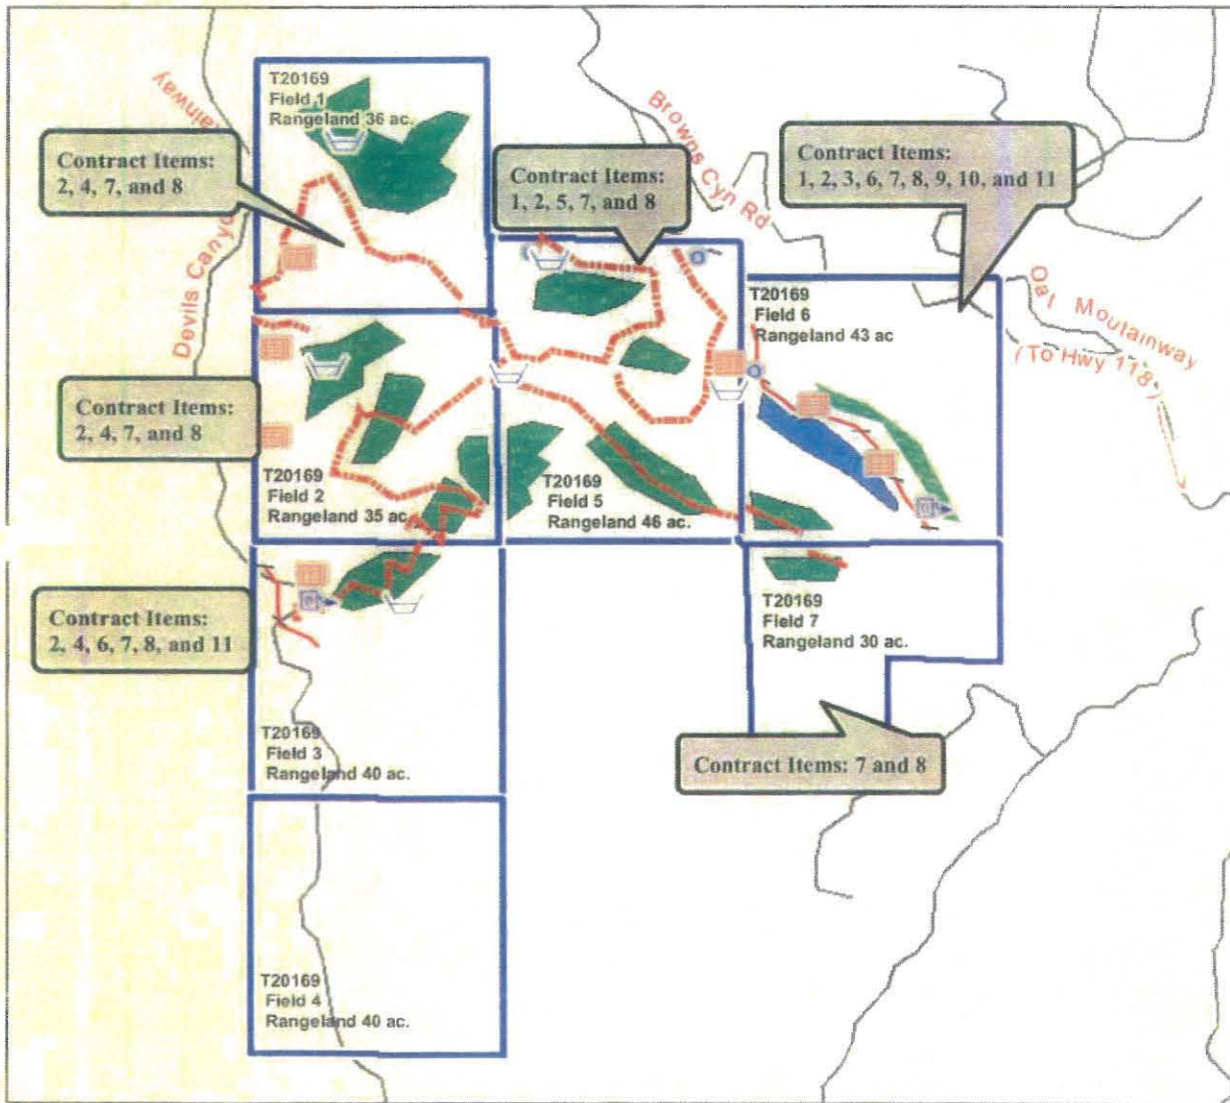 T20169
Field 1
Rangeland 36 ac.
Contract Items:
2, 4, 7, and 8
Contract Items:
1, 2, 5, 7, and 8
Browns Cyn Rd
Contract Items:
1, 2, 3, 6, 7, 8, 9, 10, and 11
Devils Canyo
T20169
Field 6
Rangeland 43 ac
Oat Moutainway
(To Hwy 118)
Contract Items:
2, 4, 7, and 8
T20169
Field 2
Rangeland 35 ac.
T20169
Field 5
Rangeland 46 ac.
Contract Items:
2, 4, 6, 7, 8, and 11
T20169
Field 7
Rangeland 30 ac.
T20169
Field 3
Rangeland 40 ac.
Contract Items: 7 and 8
T20169
Field 4
Rangeland 40 ac.